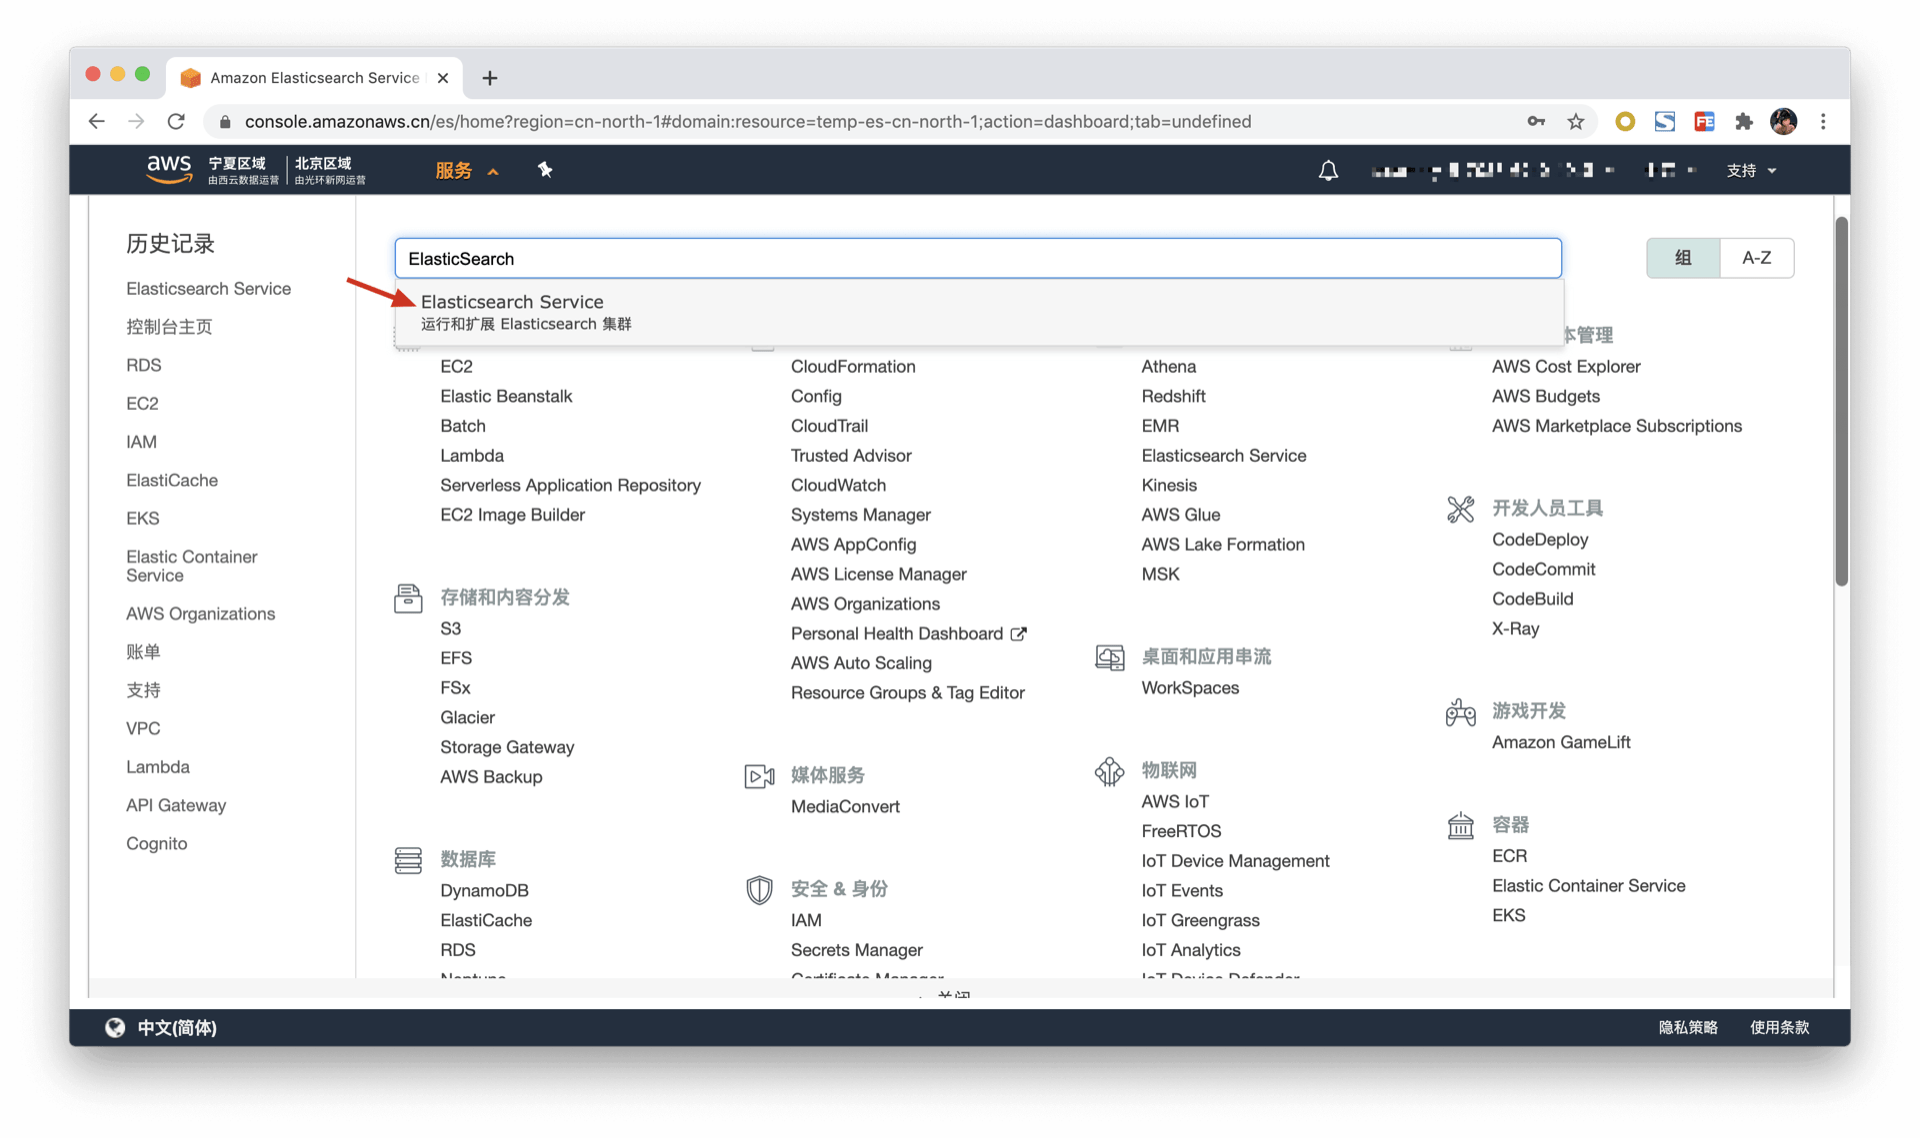 Amazon Elasticsearch Service
console.amazonaws.cn/es/home?region=cn-north-1#domain:resource=temp-es-cn-north-1;action=dashboard;tab=undefined
aws
宁夏区域
由西云数据运营
北京区域
由光环新网运营
服务
支持
历史记录
Elasticsearch Service
控制台主页
RDS
EC2
IAM
ElastiCache
EKS
Elastic Container
Service
AWS Organizations
账单
支持
VPC
Lambda
API Gateway
Cognito
ElasticSearch
组
A-Z
Elasticsearch Service
运行和扩展 Elasticsearch 集群
EC2
Elastic Beanstalk
Batch
Lambda
Serverless Application Repository
EC2 Image Builder
存储和内容分发
S3
EFS
FSx
Glacier
Storage Gateway
AWS Backup
数据库
DynamoDB
ElastiCache
RDS
Neptune
CloudFormation
Config
CloudTrail
Trusted Advisor
CloudWatch
Systems Manager
AWS AppConfig
AWS License Manager
AWS Organizations
Personal Health Dashboard
AWS Auto Scaling
Resource Groups & Tag Editor
媒体服务
MediaConvert
安全 & 身份
IAM
Secrets Manager
Certificate Manager
Athena
Redshift
EMR
Elasticsearch Service
Kinesis
AWS Glue
AWS Lake Formation
MSK
桌面和应用串流
WorkSpaces
物联网
AWS IoT
FreeRTOS
IoT Device Management
IoT Events
IoT Greengrass
IoT Analytics
IoT Device Defender
本管理
AWS Cost Explorer
AWS Budgets
AWS Marketplace Subscriptions
开发人员工具
CodeDeploy
CodeCommit
CodeBuild
X-Ray
游戏开发
Amazon GameLift
容器
ECR
Elastic Container Service
EKS
关闭
中文(简体)
隐私策略
使用条款